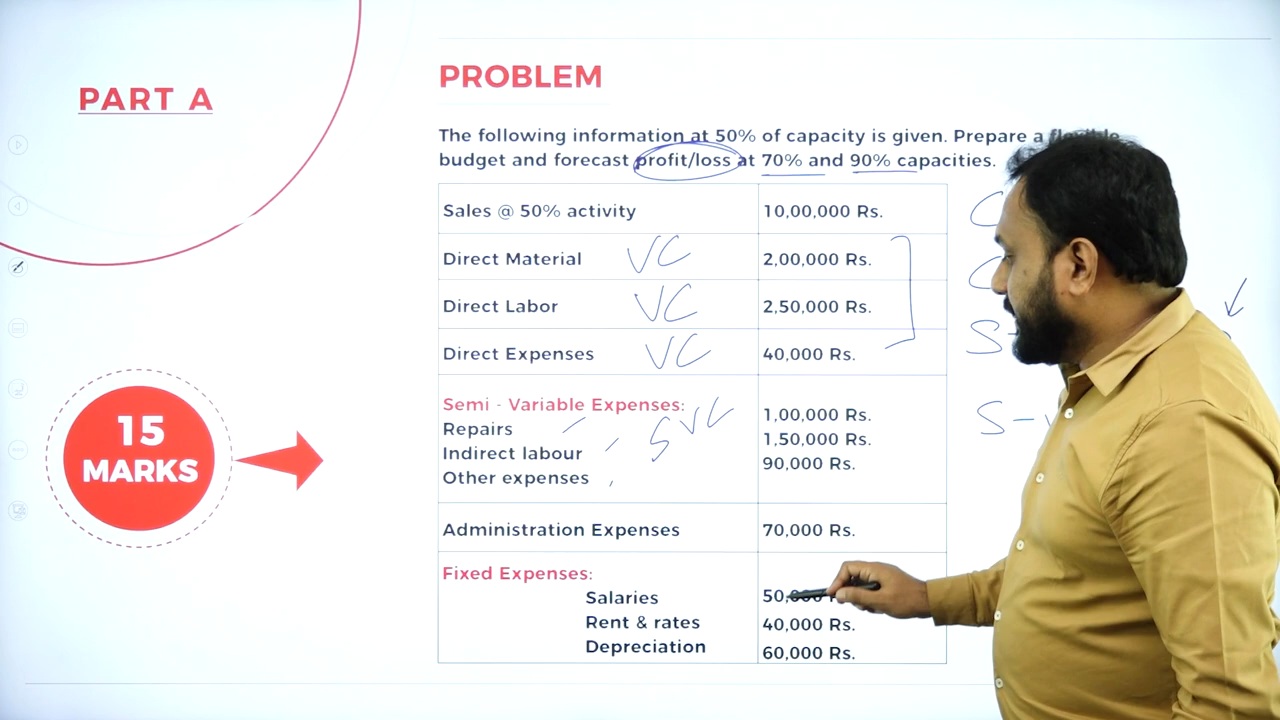 PART A
PROBLEM
The following information at 50% of capacity is given. Prepare a flexible
budget and forecast profit/loss at 70% and 90% capacities.
Sales @ 50% activity 10,00,000 Rs.
Direct Material VC 2,00,000 Rs.
Direct Labor VC 2,50,000 Rs.
Direct Expenses VC 40,000 Rs.
Semi - Variable Expenses: 1,00,000 Rs.
Repairs SVC 1,50,000 Rs.
Indirect labour 90,000 Rs.
Other expenses
Administration Expenses 70,000 Rs.
Fixed Expenses:
Salaries
Rent & rates 40,000 Rs.
Depreciation 60,000 Rs.
15
MARKS